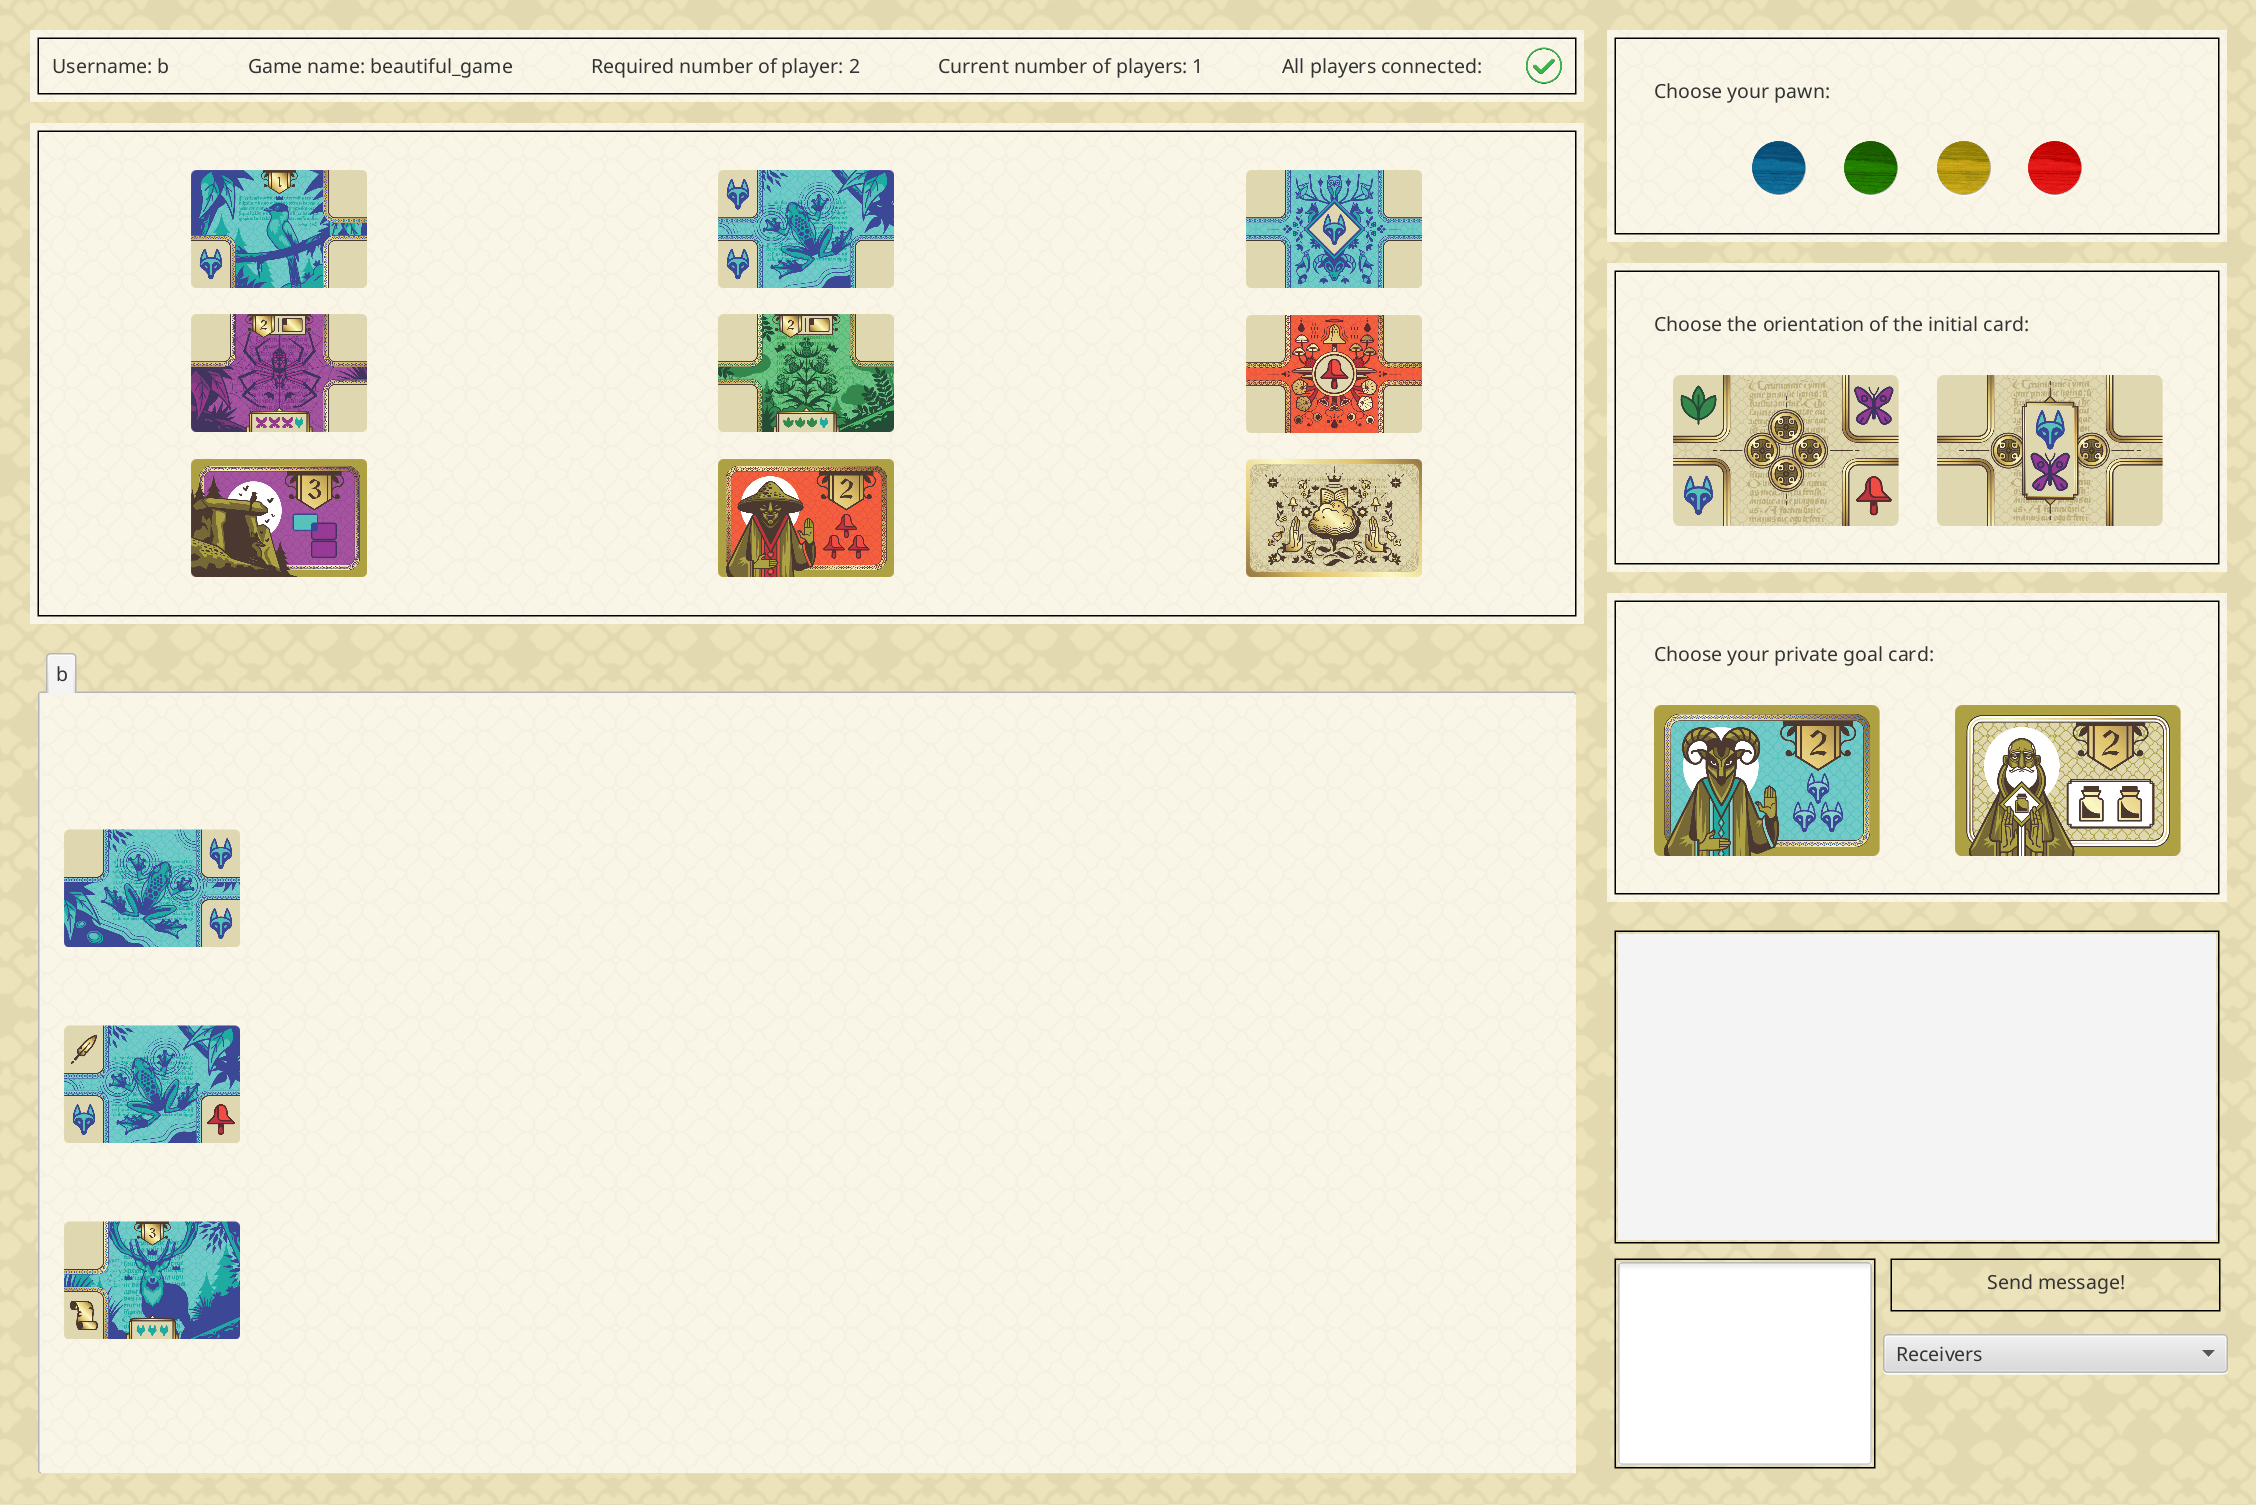 Username: b
Game name: beautiful_game
Required number of player: 2
Current number of players: 1
All players connected:
1
2
2
3
2
b
3
Choose your pawn:
Choose the orientation of the initial card:
Choose your private goal card:
2
2
Send message!
Receivers